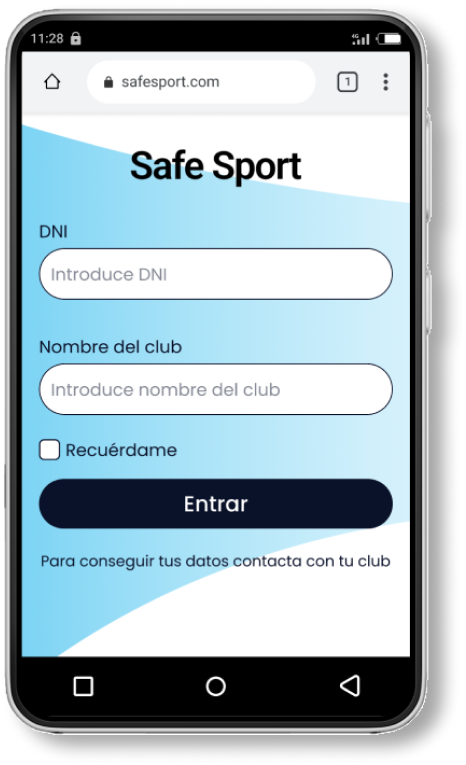 11:28
4G
safesport.com
1
Safe Sport
DNI
Introduce DNI
Nombre del club
Introduce nombre del club
Recuérdame
Entrar
Para conseguir tus datos contacta con tu club